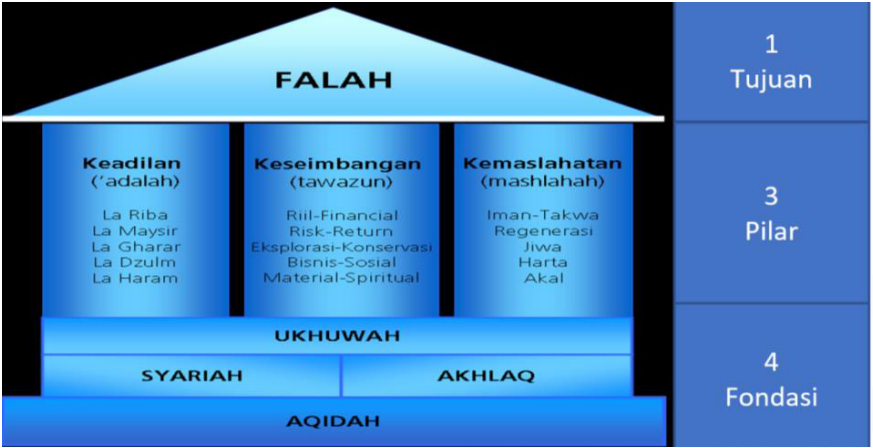 FALAH
1
Tujuan
Keadilan
('adalah)
La Riba
La Maysir
La Gharar
La Dzulm
La Haram
Keseimbangan
(tawazun)
Riil-Financial
Risk-Return
Eksplorasi-Konservasi
Bisnis-Sosial
Material-Spiritual
Kemaslahatan
(mashlahah)
Iman-Takwa
Regenerasi
Jiwa
Harta
Akal
3
Pilar
UKHUWAH
SYARIAH
AKHLAQ
AQIDAH
4
Fondasi